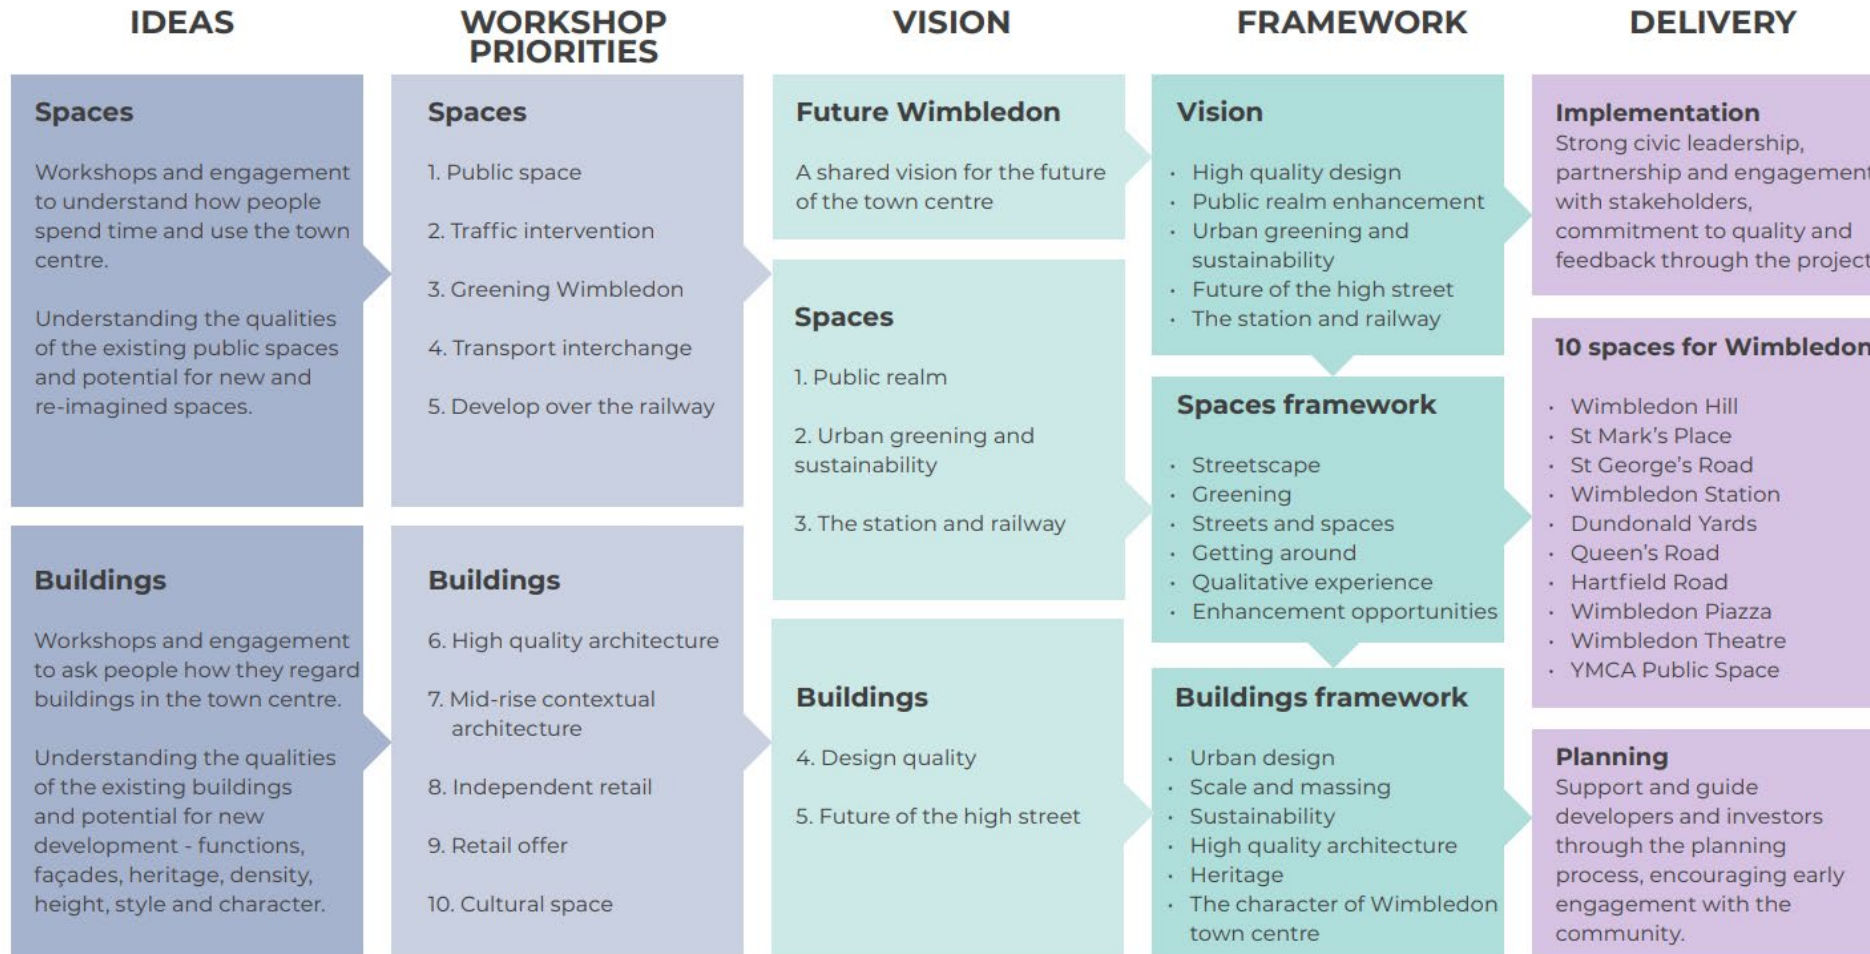 IDEAS
WORKSHOP
PRIORITIES
VISION
FRAMEWORK
DELIVERY
Spaces
Workshops and engagement
to understand how people
spend time and use the town
centre.
Understanding the qualities
of the existing public spaces
and potential for new and
re-imagined spaces.
Buildings
Workshops and engagement
to ask people how they regard
buildings in the town centre.
Understanding the qualities
of the existing buildings
and potential for new
development - functions,
façades, heritage, density,
height, style and character.
Spaces
1. Public space
2. Traffic intervention
3. Greening Wimbledon
4. Transport interchange
5. Develop over the railway
Buildings
6. High quality architecture
7. Mid-rise contextual
architecture
8. Independent retail
9. Retail offer
10. Cultural space
Future Wimbledon
A shared vision for the future
of the town centre
Spaces
1. Public realm
2. Urban greening and
sustainability
3. The station and railway
Buildings
4. Design quality
5. Future of the high street
Vision
• High quality design
• Public realm enhancement
• Urban greening and
sustainability
• Future of the high street
• The station and railway
Spaces framework
• Streetscape
• Greening
• Streets and spaces
• Getting around
• Qualitative experience
• Enhancement opportunities
Buildings framework
• Urban design
• Scale and massing
• Sustainability
• High quality architecture
• Heritage
• The character of Wimbledon
town centre
Implementation
Strong civic leadership,
partnership and engagement
with stakeholders,
commitment to quality and
feedback through the project
10 spaces for Wimbledon
• Wimbledon Hill
• St Mark's Place
• St George's Road
• Wimbledon Station
• Dundonald Yards
• Queen's Road
• Hartfield Road
• Wimbledon Piazza
• Wimbledon Theatre
• YMCA Public Space
Planning
Support and guide
developers and investors
through the planning
process, encouraging early
engagement with the
community.